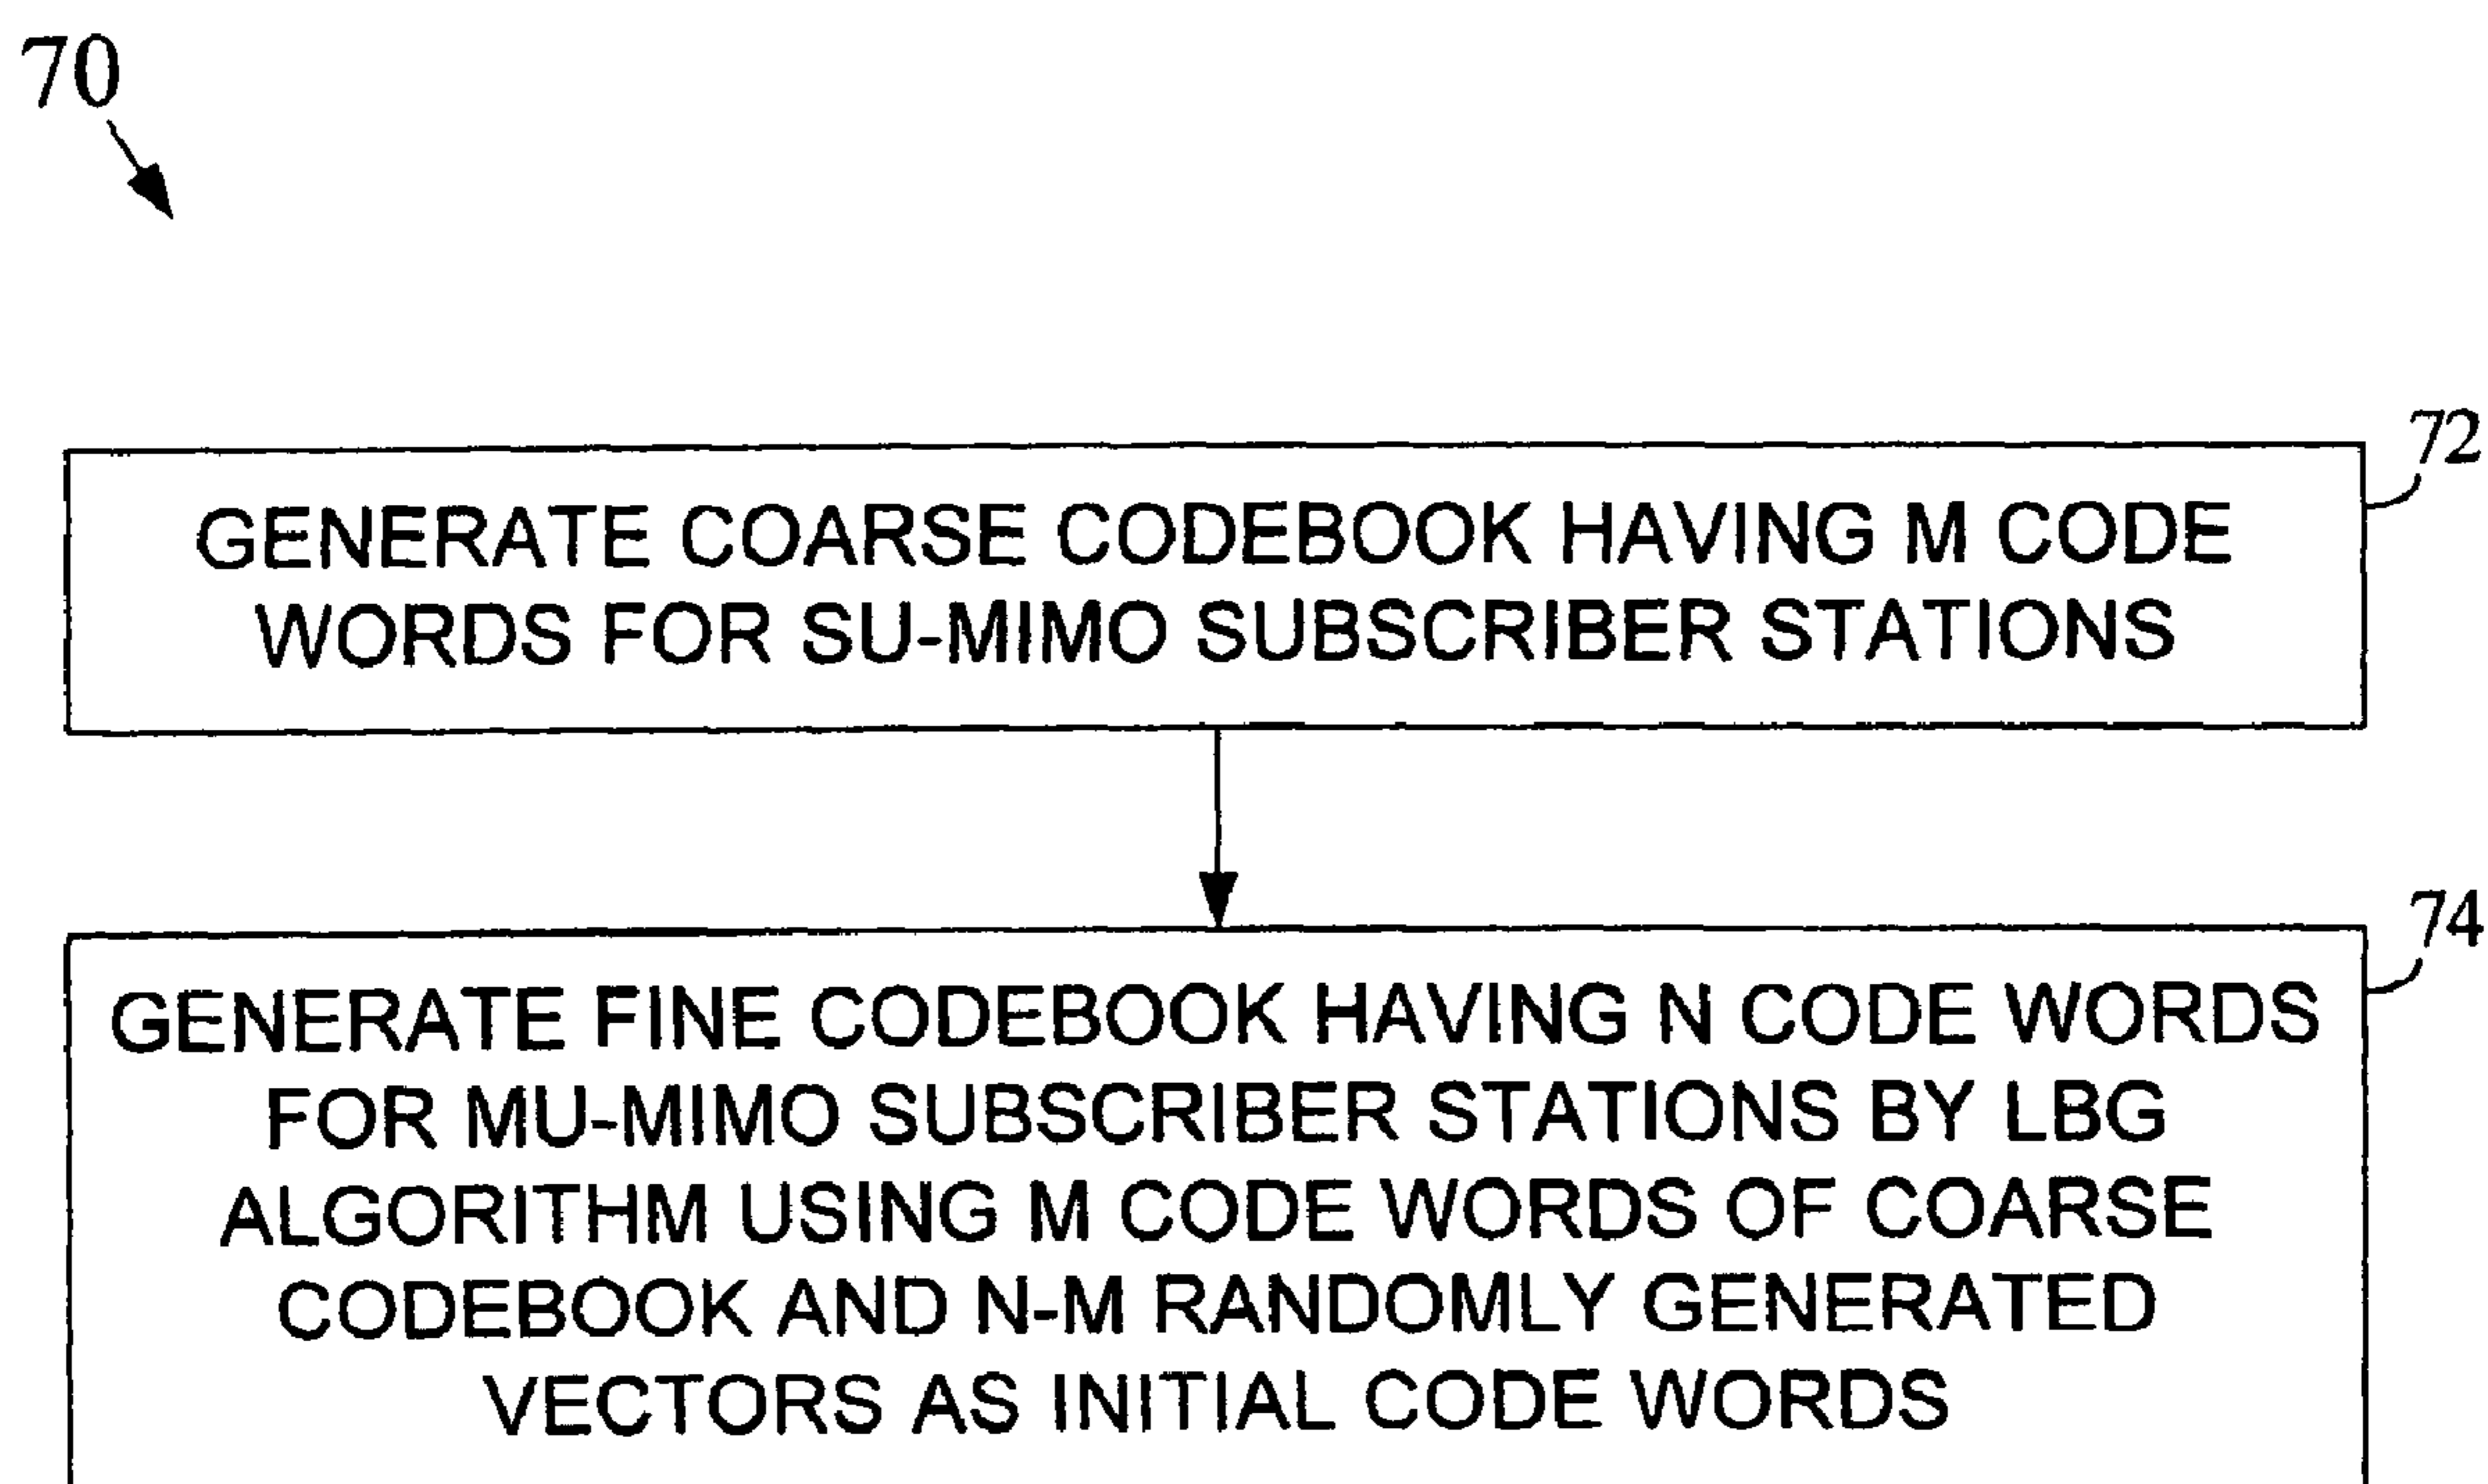 70
72
GENERATE COARSE CODEBOOK HAVING M CODE
WORDS FOR SU-MIMO SUBSCRIBER STATIONS
74
GENERATE FINE CODEBOOK HAVING N CODE WORDS
FOR MU-MIMO SUBSCRIBER STATIONS BY LBG
ALGORITHM USING M CODE WORDS OF COARSE
CODEBOOK AND N-M RANDOMLY GENERATED
VECTORS AS INITIAL CODE WORDS